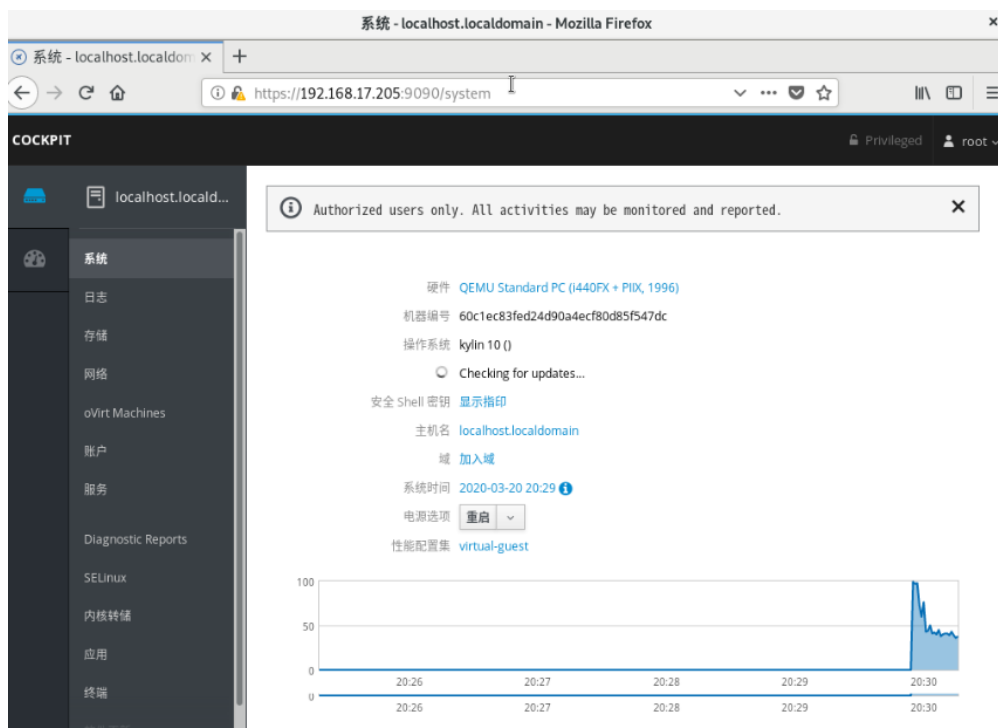 系统 - localhost.localdomain - Mozilla Firefox
系统 - localhost.localdom
https://192.168.17.205:9090/system
COCKPIT
Privileged
root
localhost.locald...
Authorized users only. All activities may be monitored and reported.
系统
日志
存储
网络
oVirt Machines
账户
服务
Diagnostic Reports
SELinux
内核转储
应用
终端
硬件 QEMU Standard PC (i440FX + PIIX, 1996)
机器编号 60c1ec83fed24d90a4ecf80d85f547dc
操作系统 kylin 10 ()
Checking for updates...
安全 Shell 密钥 显示指印
主机名 localhost.localdomain
域 加入域
系统时间 2020-03-20 20:29
电源选项 重启
性能配置集 virtual-guest
100
50
0
20:26 20:27 20:28 20:29 20:30
0
20:26 20:27 20:28 20:29 20:30